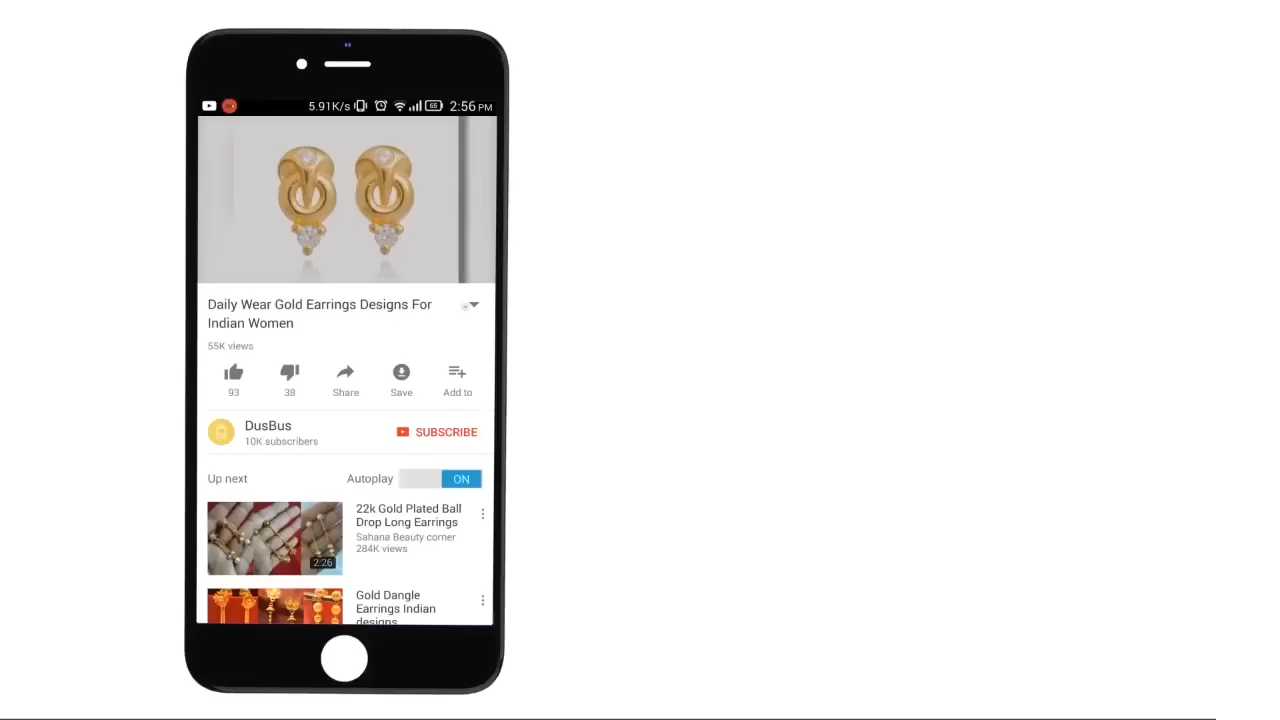 5.91K/s 65 2:56 PM
Daily Wear Gold Earrings Designs For
Indian Women
55K views
93 38 Share Save Add to
DusBus
10K subscribers
SUBSCRIBE
Up next Autoplay ON
22k Gold Plated Ball
Drop Long Earrings
Sahana Beauty corner
284K views
2:26
Gold Dangle
Earrings Indian
designs